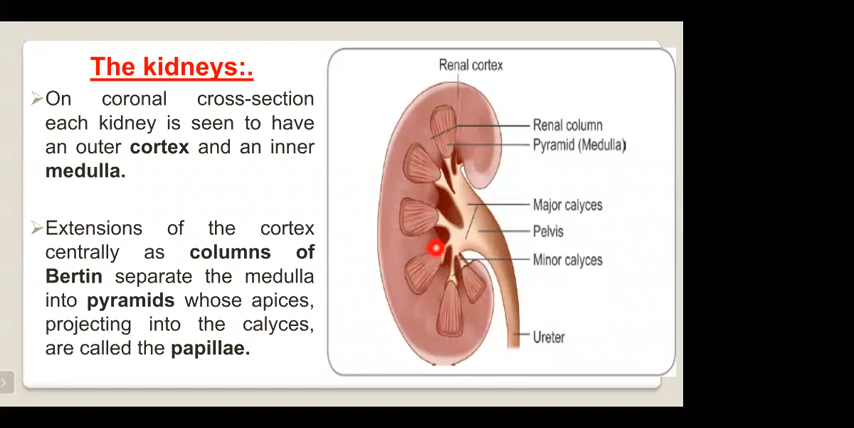 The kidneys:.
On coronal cross-section
each kidney is seen to have
an outer cortex and an inner
medulla.
Extensions of the cortex
centrally as columns of
Bertin separate the medulla
into pyramids whose apices,
projecting into the calyces,
are called the papillae.
Renal cortex
Renal column
Pyramid (Medulla)
Major calyces
Pelvis
Minor calyces
Ureter